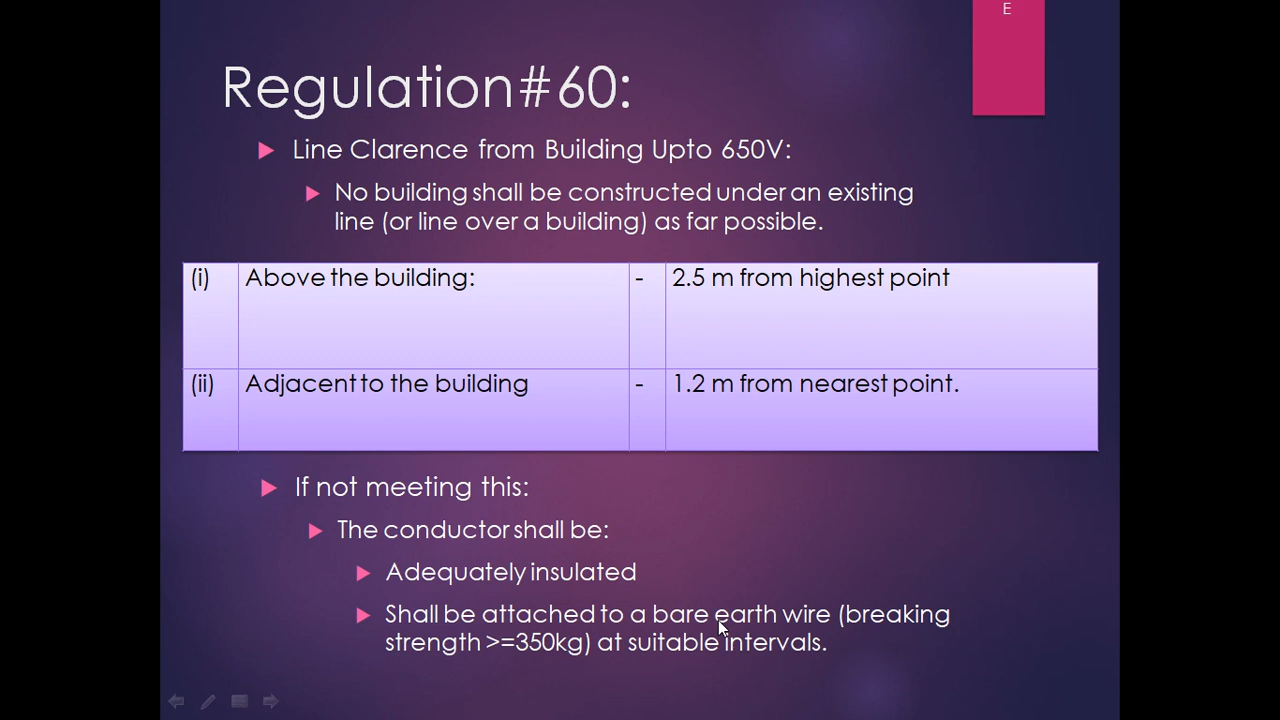 E
Regulation#60:
Line Clarence from Building Upto 650V:
No building shall be constructed under an existing
line (or line over a building) as far possible.
(i) Above the building: - 2.5 m from highest point
(ii) Adjacent to the building - 1.2 m from nearest point.
If not meeting this:
The conductor shall be:
Adequately insulated
Shall be attached to a bare earth wire (breaking
strength >=350kg) at suitable intervals.